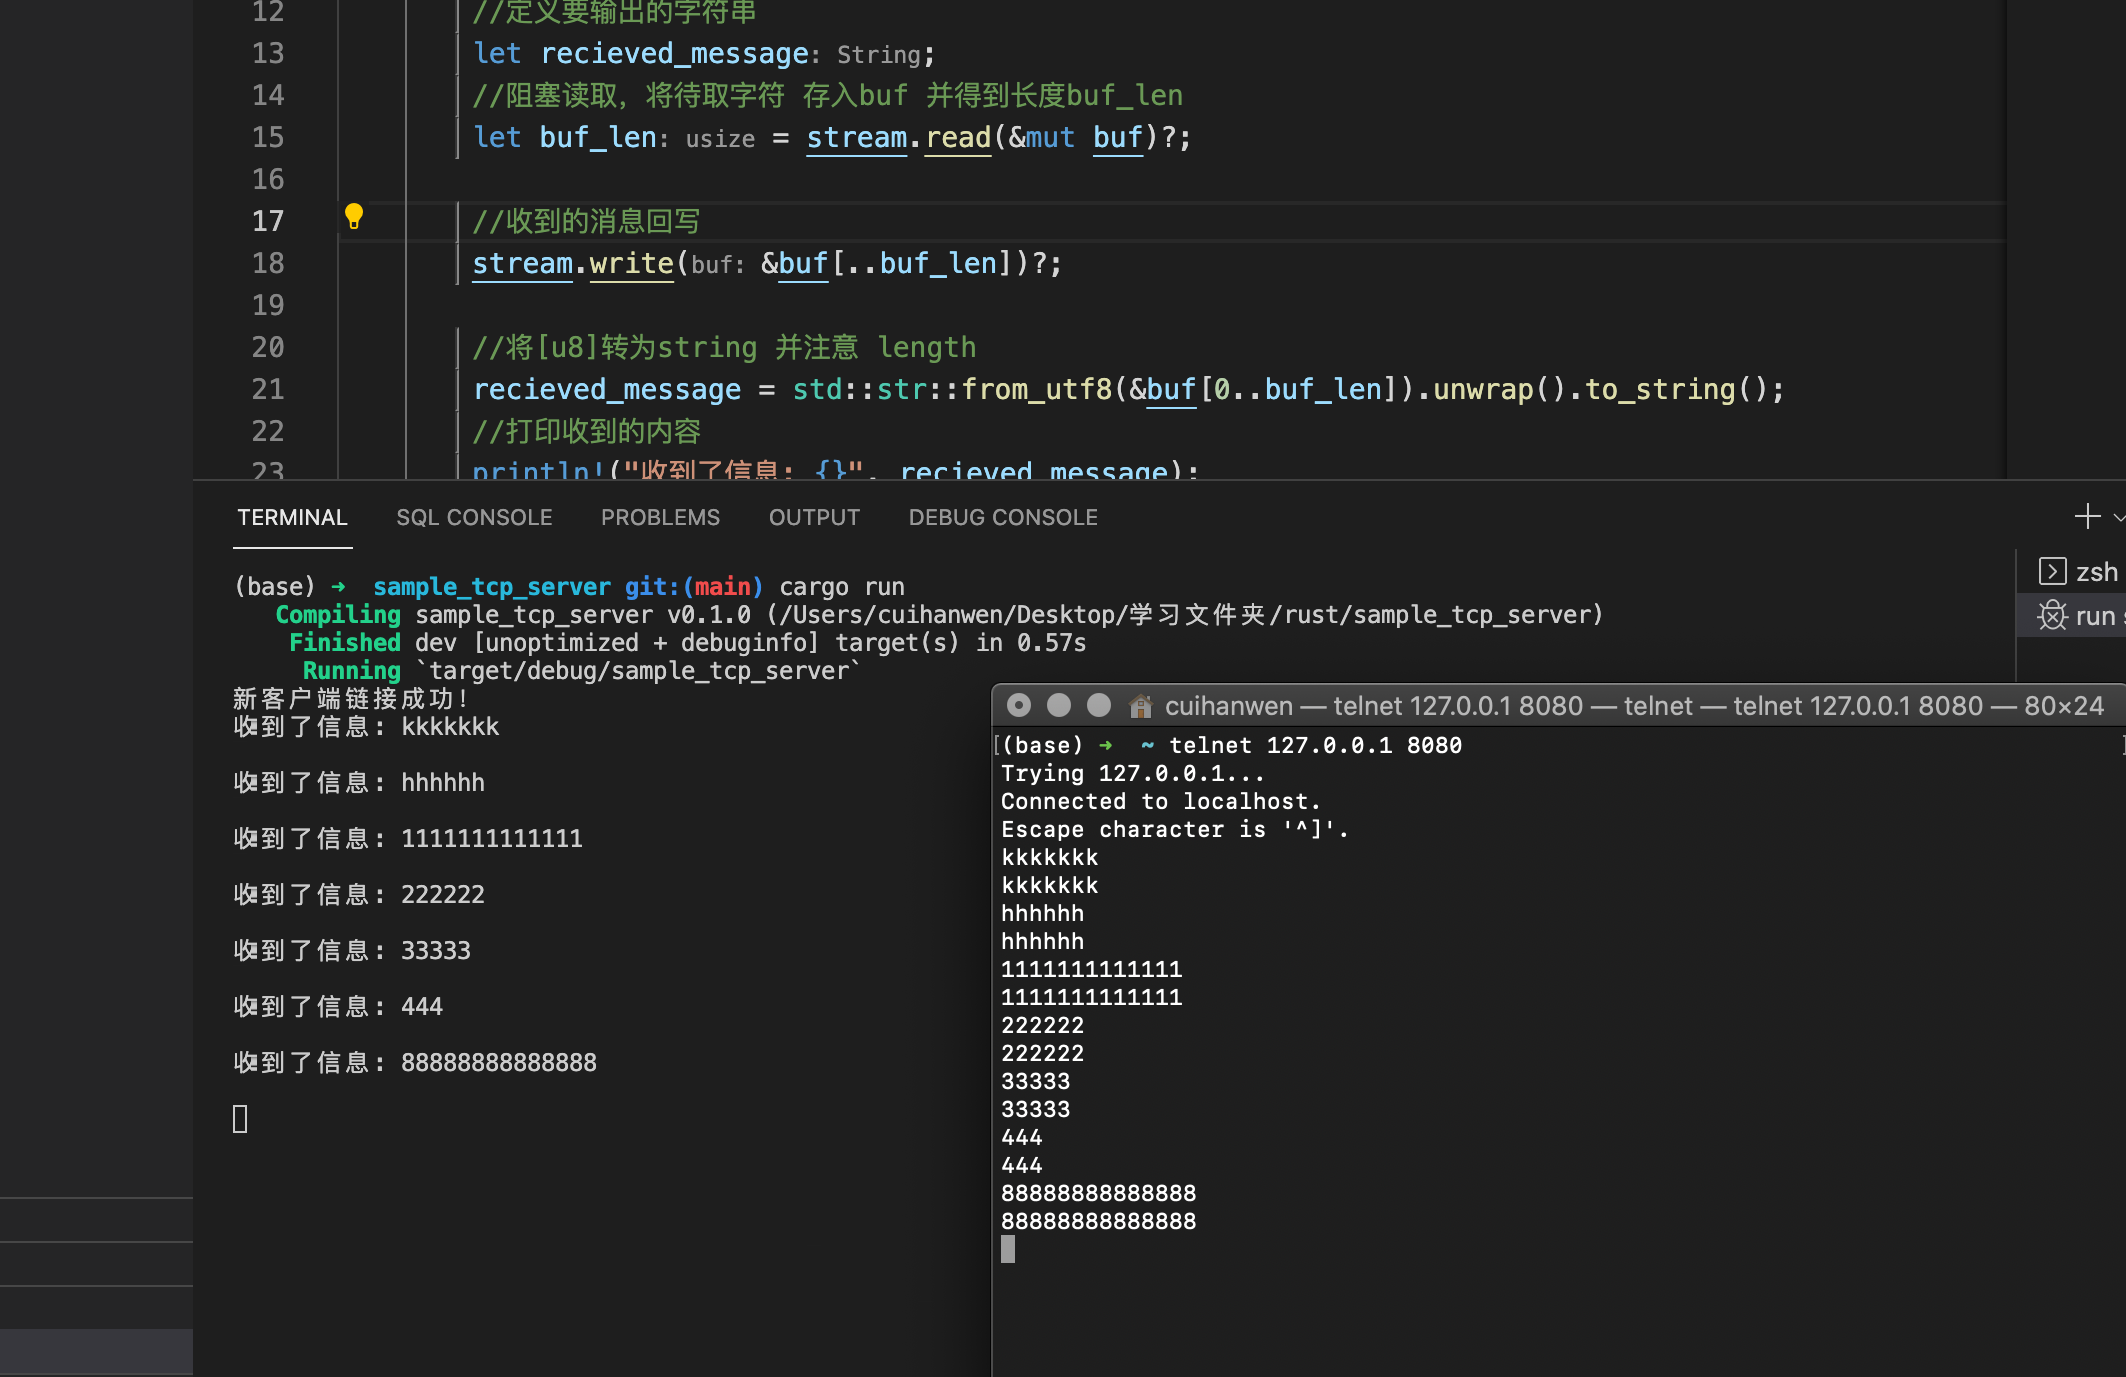 12 //定义要输出的字符串
13 let recieved_message: String;
14 //阻塞读取，将待取字符 存入buf 并得到长度buf_len
15 let buf_len: usize = stream.read(&mut buf)?;
16
17 //收到的消息回写
18 stream.write(buf: &buf[..buf_len])?;
19
20 //将[u8]转为string 并注意 length
21 recieved_message = std::str::from_utf8(&buf[0..buf_len]).unwrap().to_string();
22 //打印收到的内容
23 println!("收到了信息: {}", recieved_message);
TERMINAL SQL CONSOLE PROBLEMS OUTPUT DEBUG CONSOLE
zsh
run
(base) ➜ sample_tcp_server git:(main) cargo run
Compiling sample_tcp_server v0.1.0 (/Users/cuihanwen/Desktop/学习文件夹/rust/sample_tcp_server)
Finished dev [unoptimized + debuginfo] target(s) in 0.57s
Running `target/debug/sample_tcp_server`
新客户端链接成功!
收到了信息: kkkkkkk
收到了信息: hhhhhh
收到了信息: 1111111111111
收到了信息: 222222
收到了信息: 33333
收到了信息: 444
收到了信息: 88888888888888
cuihanwen — telnet 127.0.0.1 8080 — telnet — telnet 127.0.0.1 8080 — 80×24
(base) ➜ ~ telnet 127.0.0.1 8080
Trying 127.0.0.1...
Connected to localhost.
Escape character is '^]'.
kkkkkkk
kkkkkkk
hhhhhh
hhhhhh
1111111111111
1111111111111
222222
222222
33333
33333
444
444
88888888888888
88888888888888